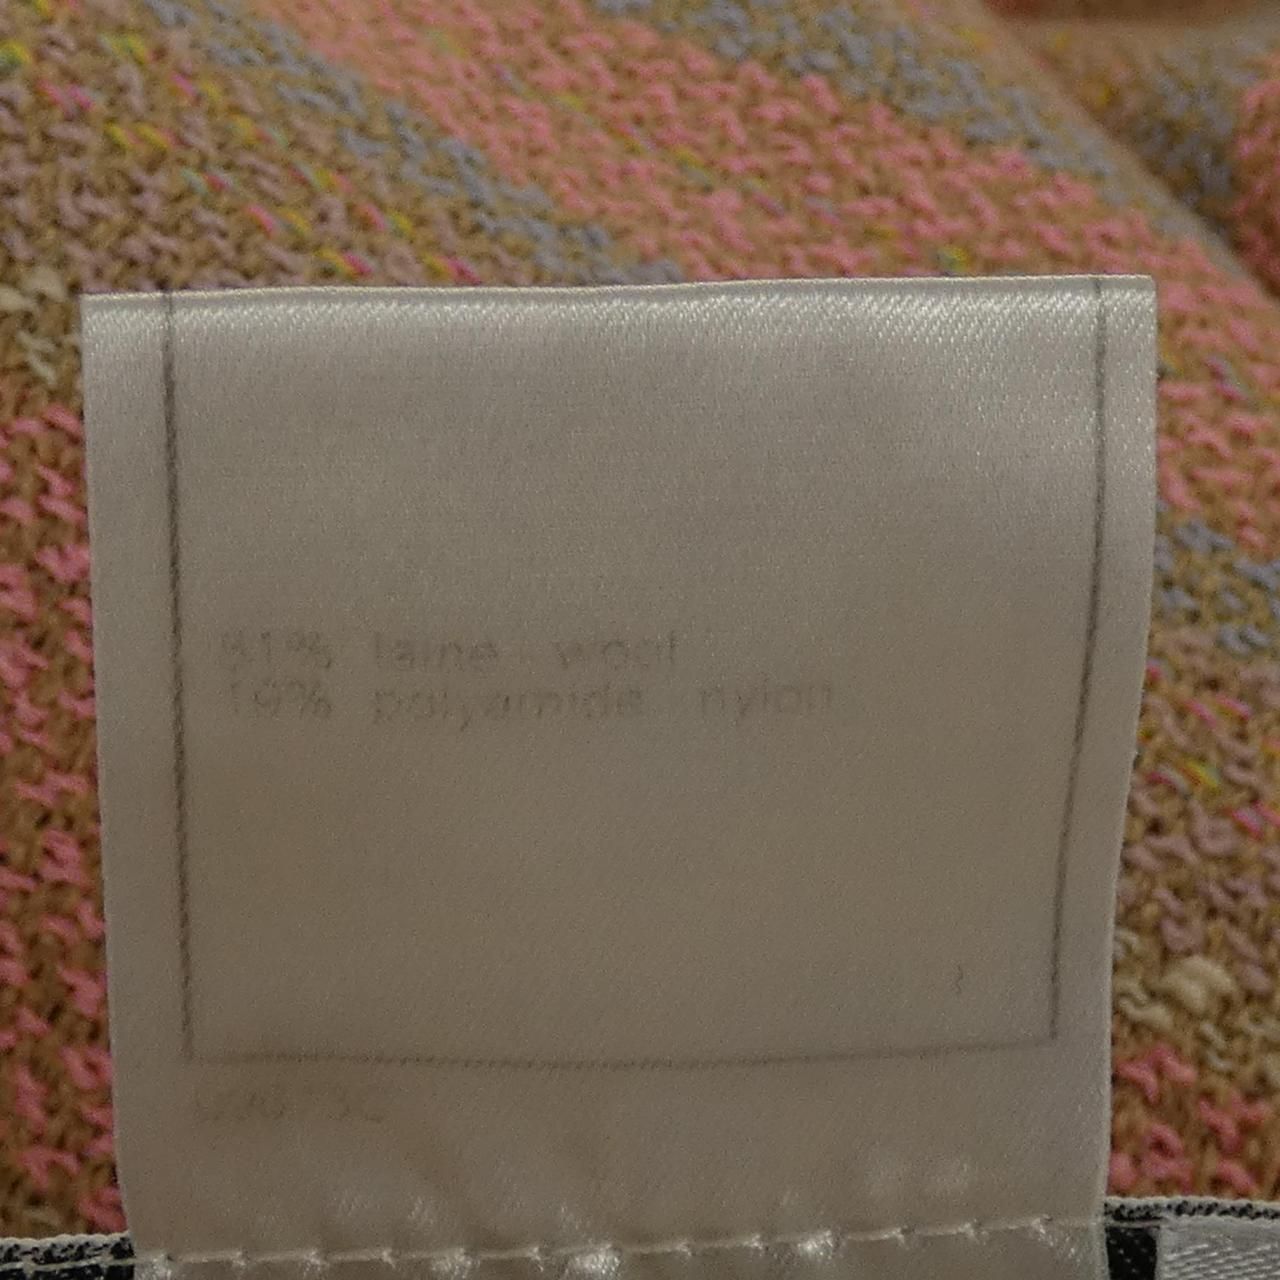 81% laine wool
19% polyamide nylon